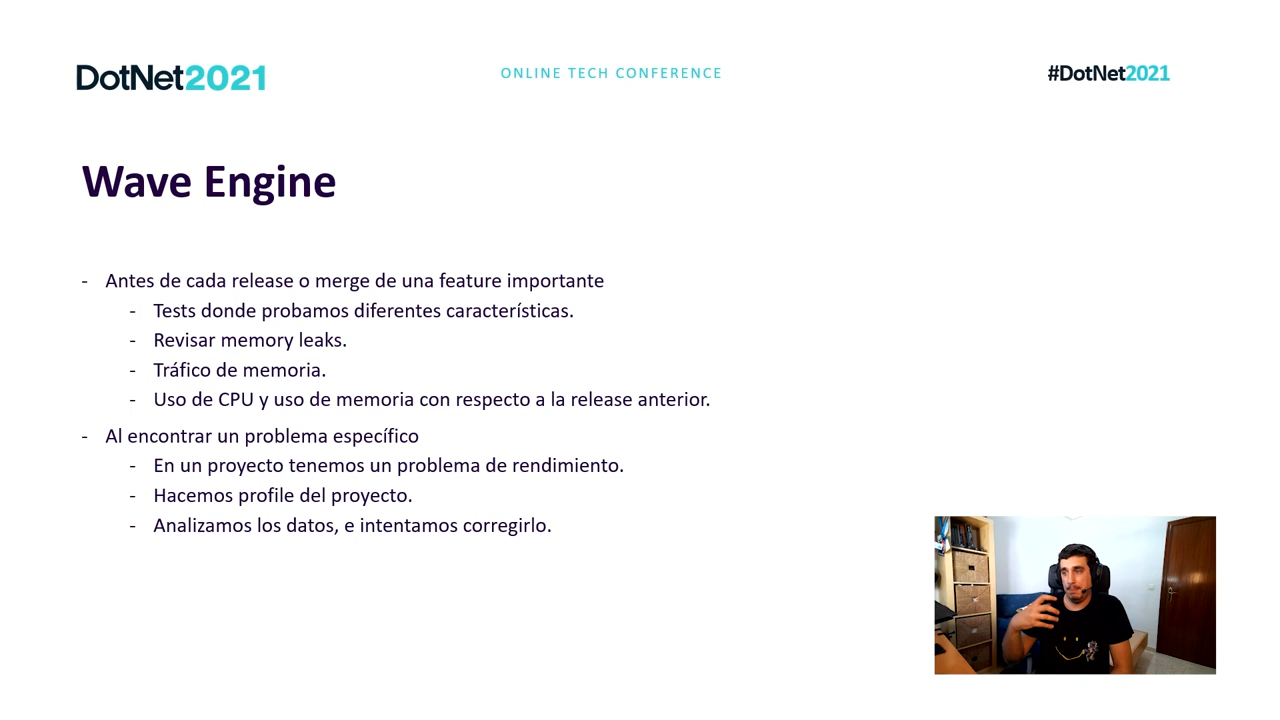 DotNet2021
ONLINE TECH CONFERENCE
#DotNet2021
Wave Engine
- Antes de cada release o merge de una feature importante
- Tests donde probamos diferentes características.
- Revisar memory leaks.
- Tráfico de memoria.
- Uso de CPU y uso de memoria con respecto a la release anterior.
- Al encontrar un problema específico
- En un proyecto tenemos un problema de rendimiento.
- Hacemos profile del proyecto.
- Analizamos los datos, e intentamos corregirlo.